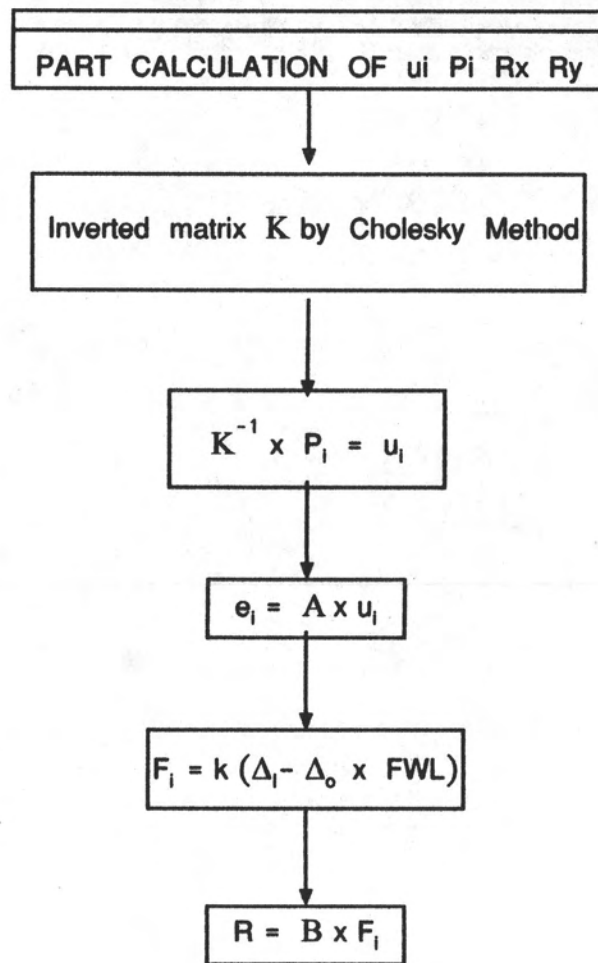 PART CALCULATION OF ui Pi Rx Ry
Inverted matrix K by Cholesky Method
K⁻¹ x Pᵢ = uᵢ
eᵢ = A x uᵢ
Fᵢ = k (Δₗ - Δₒ x FWL)
R = B x Fᵢ